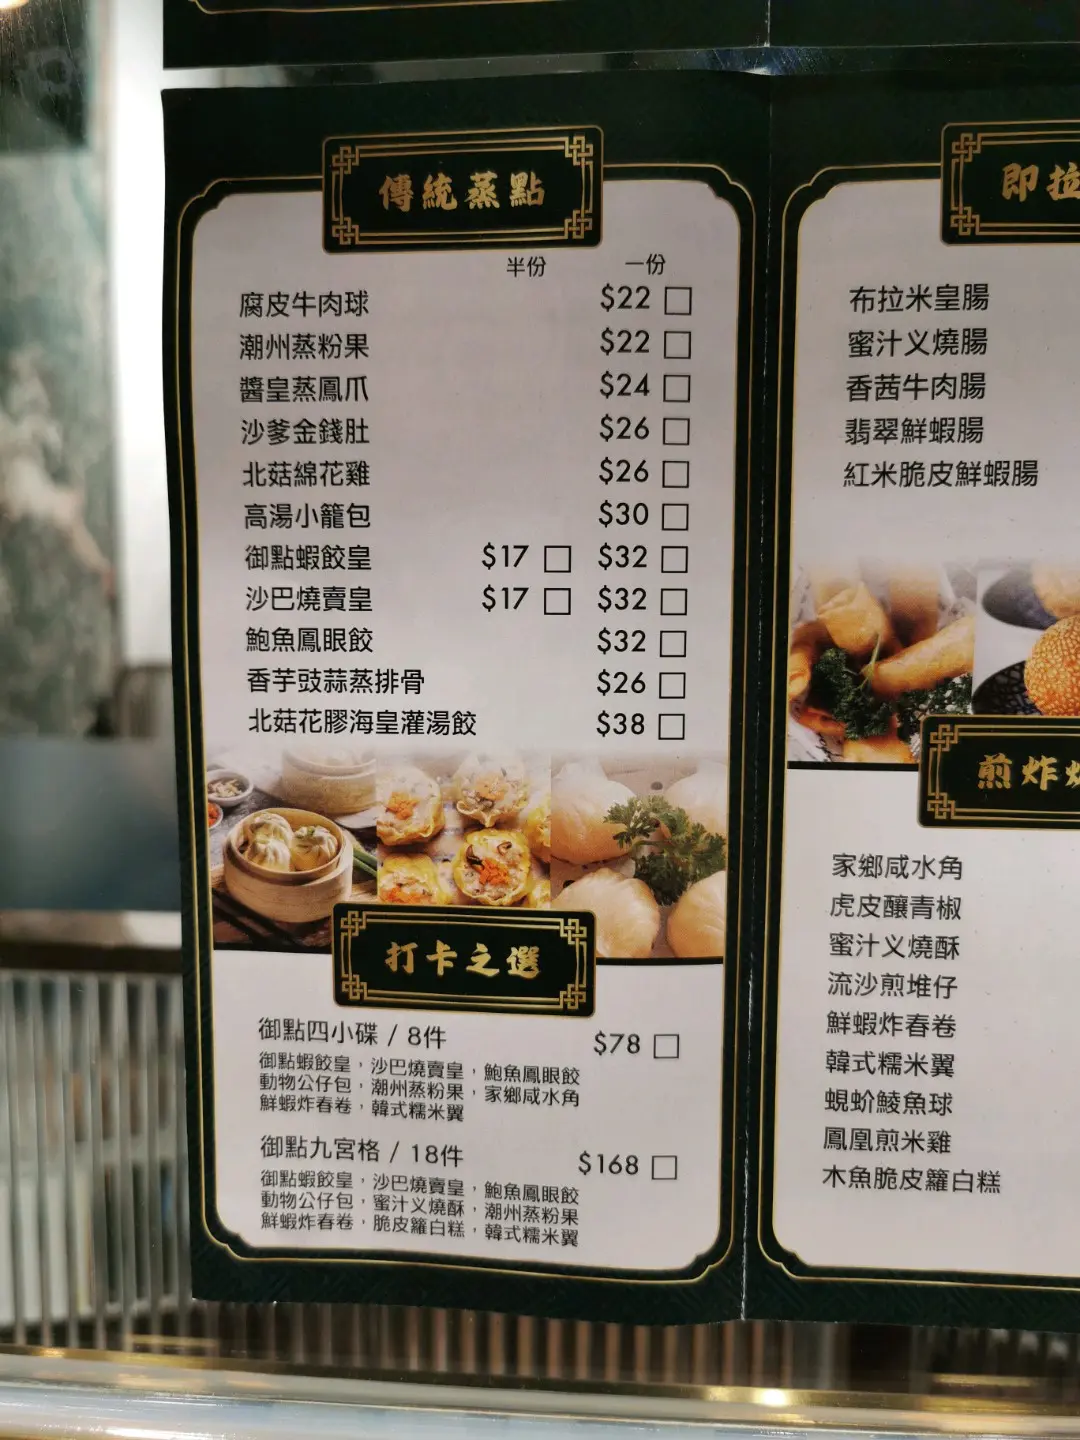 傳統蒸點
半份 一份
腐皮牛肉球 $22
潮州蒸粉果 $22
醬皇蒸鳳爪 $24
沙爹金錢肚 $26
北菇綿花雞 $26
高湯小籠包 $30
御點蝦餃皇 $17 $32
沙巴燒賣皇 $17 $32
鮑魚鳳眼餃 $32
香芋豉蒜蒸排骨 $26
北菇花膠海皇灌湯餃 $38
打卡之選
御點四小碟 / 8件 $78
御點蝦餃皇，沙巴燒賣皇，鮑魚鳳眼餃
動物公仔包，潮州蒸粉果，家鄉咸水角
鮮蝦炸春卷，韓式糯米翼
御點九宮格 / 18件 $168
御點蝦餃皇，沙巴燒賣皇，鮑魚鳳眼餃
動物公仔包，蜜汁义燒酥，潮州蒸粉果
鮮蝦炸春卷，脆皮籮白糕，韓式糯米翼
即拉
布拉米皇腸
蜜汁义燒腸
香茜牛肉腸
翡翠鮮蝦腸
紅米脆皮鮮蝦腸
煎炸
家鄉咸水角
虎皮釀青椒
蜜汁义燒酥
流沙煎堆仔
鮮蝦炸春卷
韓式糯米翼
蜆蚧鯪魚球
鳳凰煎米雞
木魚脆皮籮白糕